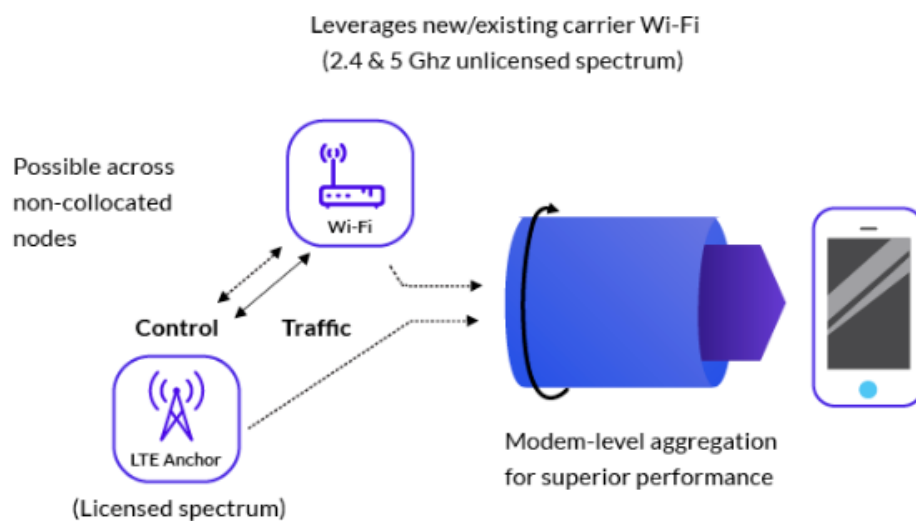 Leverages new/existing carrier Wi-Fi
(2.4 & 5 Ghz unlicensed spectrum)
Possible across
non-collocated
nodes
Wi-Fi
Control
Traffic
LTE Anchor
(Licensed spectrum)
Modem-level aggregation
for superior performance